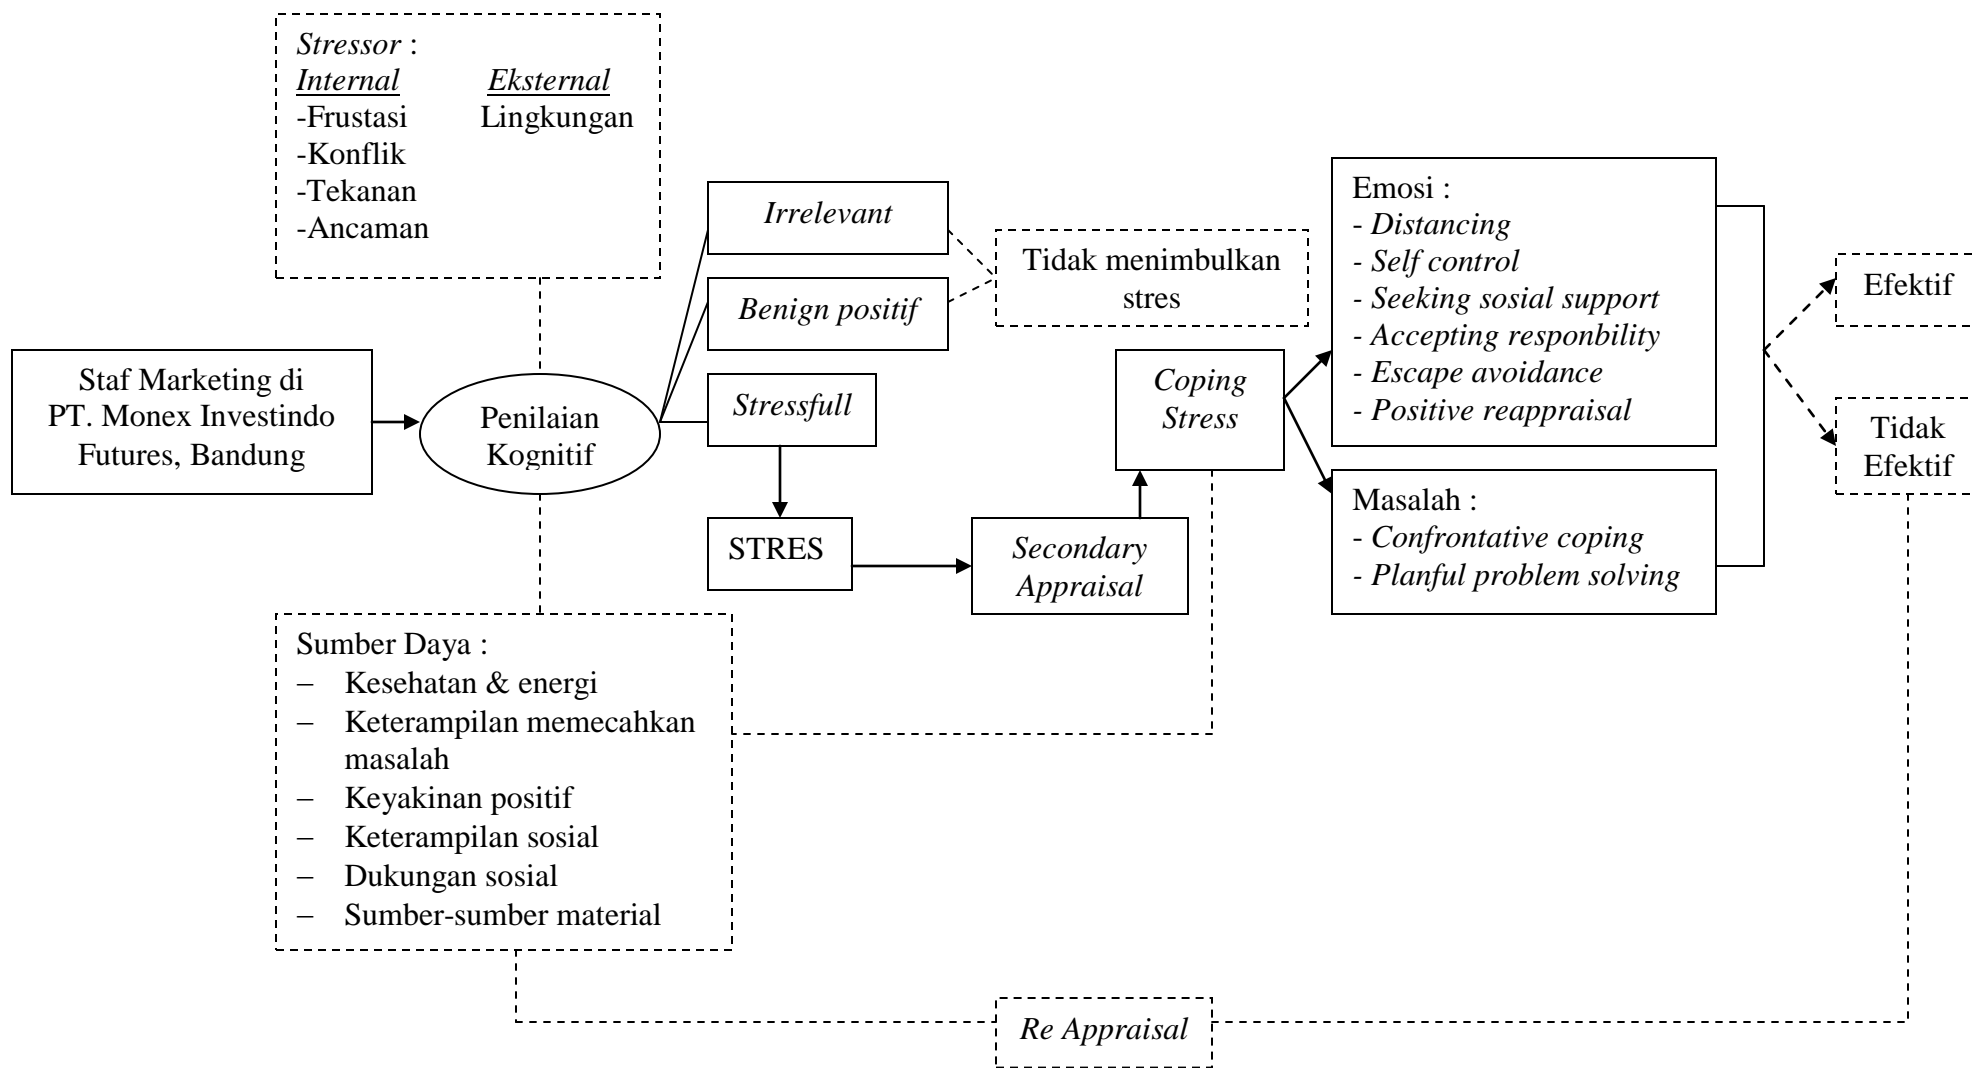 Stressor :
Internal Eksternal
-Frustasi Lingkungan
-Konflik
-Tekanan
-Ancaman
Staf Marketing di
PT. Monex Investindo
Futures, Bandung
Penilaian
Kognitif
Irrelevant
Benign positif
Stressfull
Tidak menimbulkan
stres
STRES
Secondary
Appraisal
Coping
Stress
Emosi :
- Distancing
- Self control
- Seeking sosial support
- Accepting responbility
- Escape avoidance
- Positive reappraisal
Masalah :
- Confrontative coping
- Planful problem solving
Efektif
Tidak
Efektif
Sumber Daya :
– Kesehatan & energi
– Keterampilan memecahkan
masalah
– Keyakinan positif
– Keterampilan sosial
– Dukungan sosial
– Sumber-sumber material
Re Appraisal